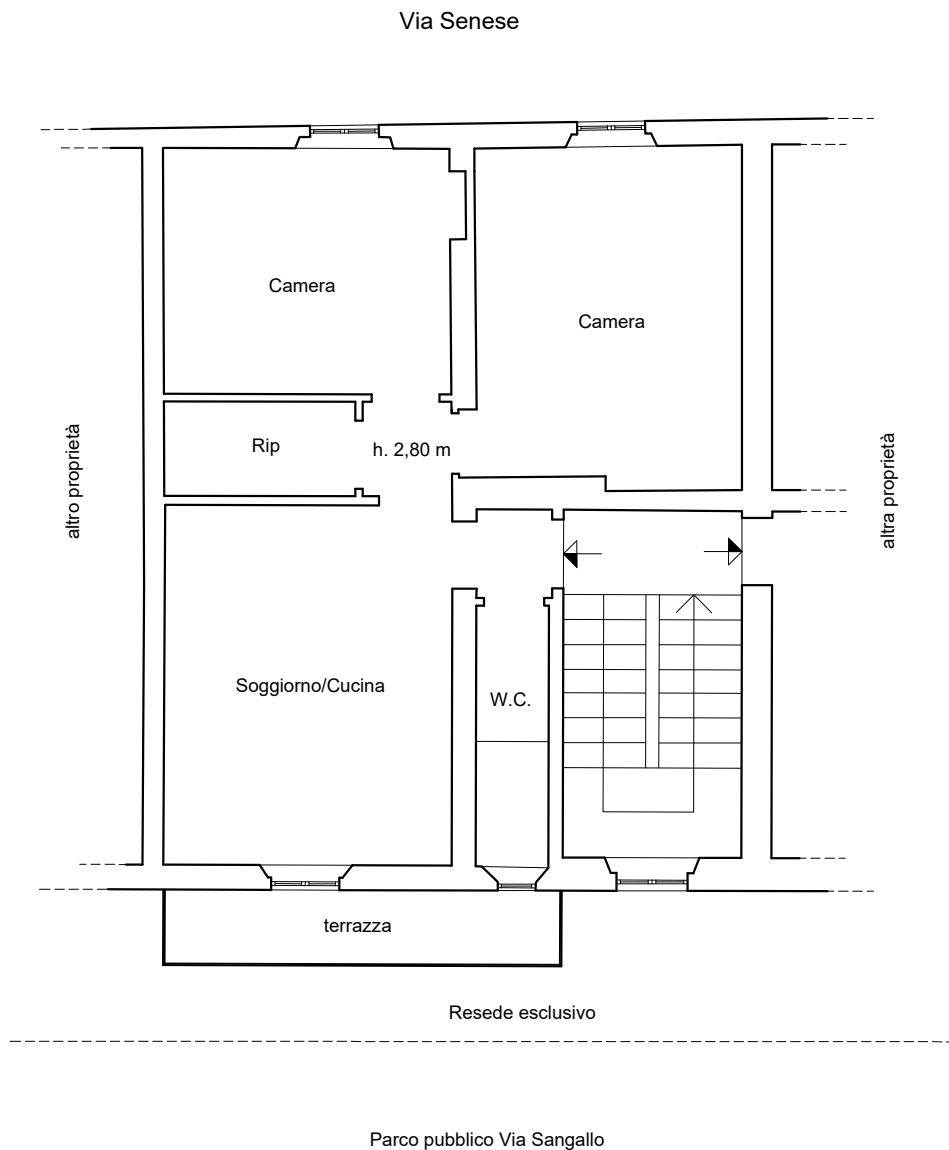 Via Senese
Camera
Camera
Rip
h. 2,80 m
altro proprietà
altra proprietà
Soggiorno/Cucina
W.C.
terrazza
Resede esclusivo
Parco pubblico Via Sangallo